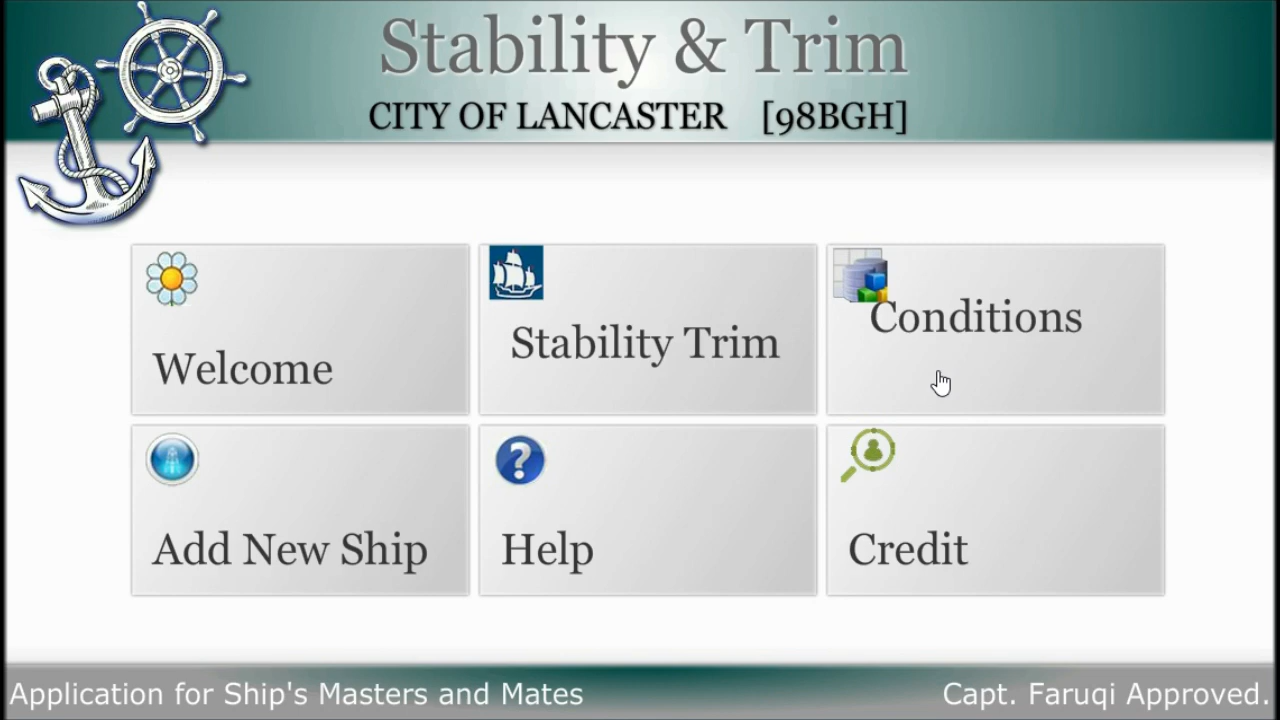 Stability & Trim
CITY OF LANCASTER [98BGH]
Welcome
Stability Trim
Conditions
Add New Ship
Help
Credit
Application for Ship's Masters and Mates
Capt. Faruqi Approved.